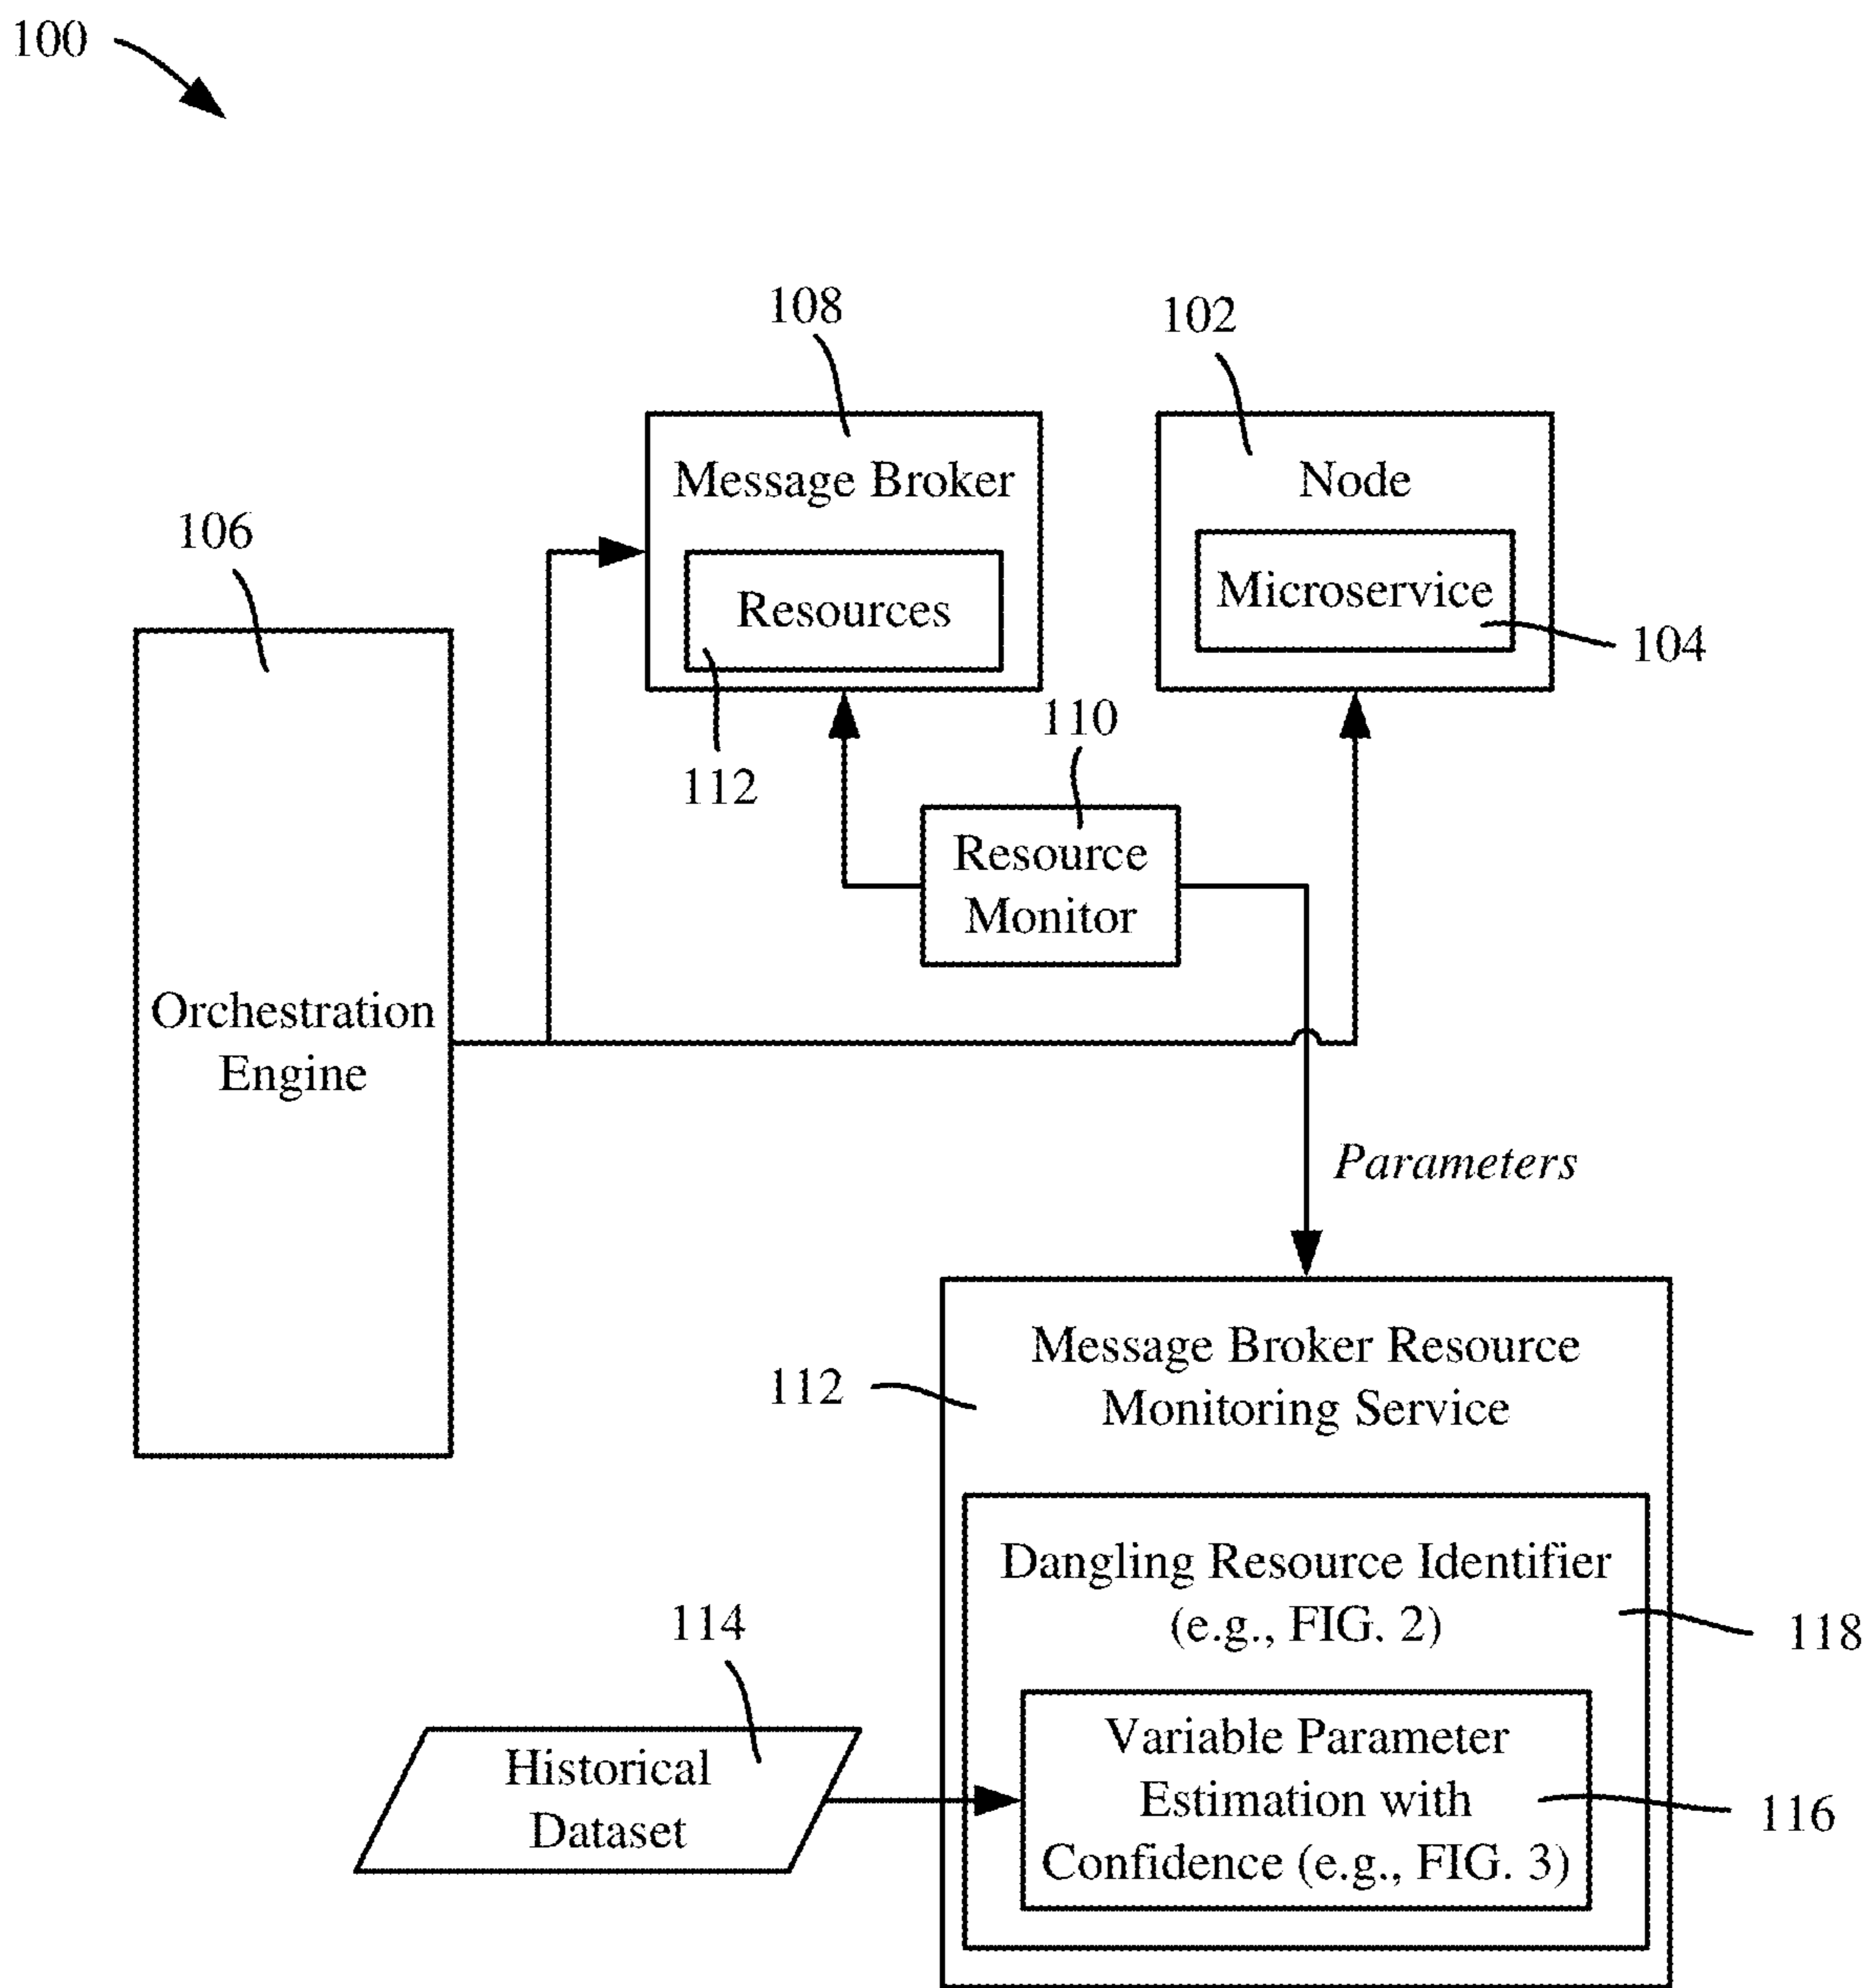 100
108
102
Message Broker
Node
106
Resources
Microservice
104
110
112
Resource
Monitor
Orchestration
Engine
Parameters
Message Broker Resource
Monitoring Service
112
Dangling Resource Identifier
(e.g., FIG. 2)
118
114
Historical
Dataset
Variable Parameter
Estimation with
Confidence (e.g., FIG. 3)
116